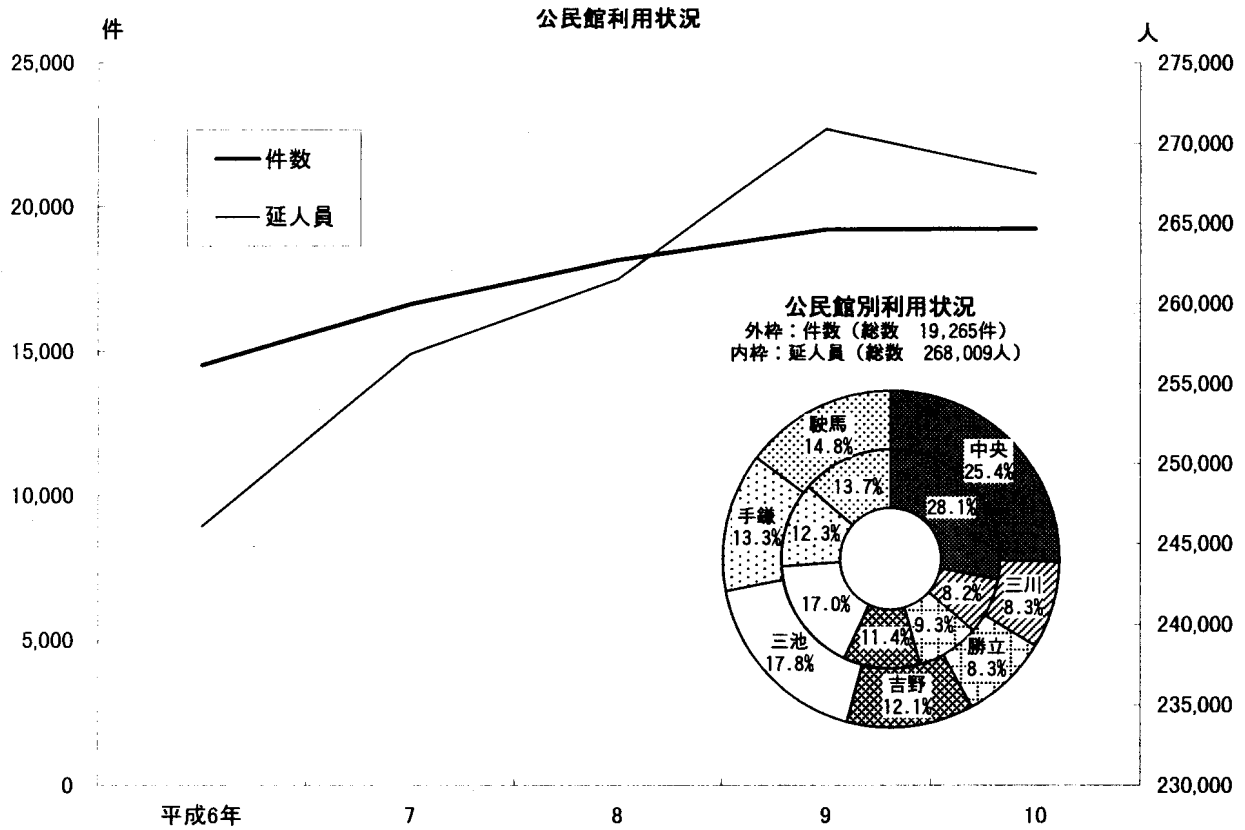 公民館利用状況
件
人
25,000
20,000
15,000
10,000
5,000
0
275,000
270,000
265,000
260,000
255,000
250,000
245,000
240,000
235,000
230,000
件数
延人員
公民館別利用状況
外枠：件数（総数　19,265件）
内枠：延人員（総数　268,009人）
中央
25.4%
28.1%
三川
8.3%
8.2%
勝立
8.3%
9.3%
吉野
12.1%
11.4%
三池
17.8%
17.0%
手鎌
13.3%
12.3%
駛馬
14.8%
13.7%
平成6年
7
8
9
10